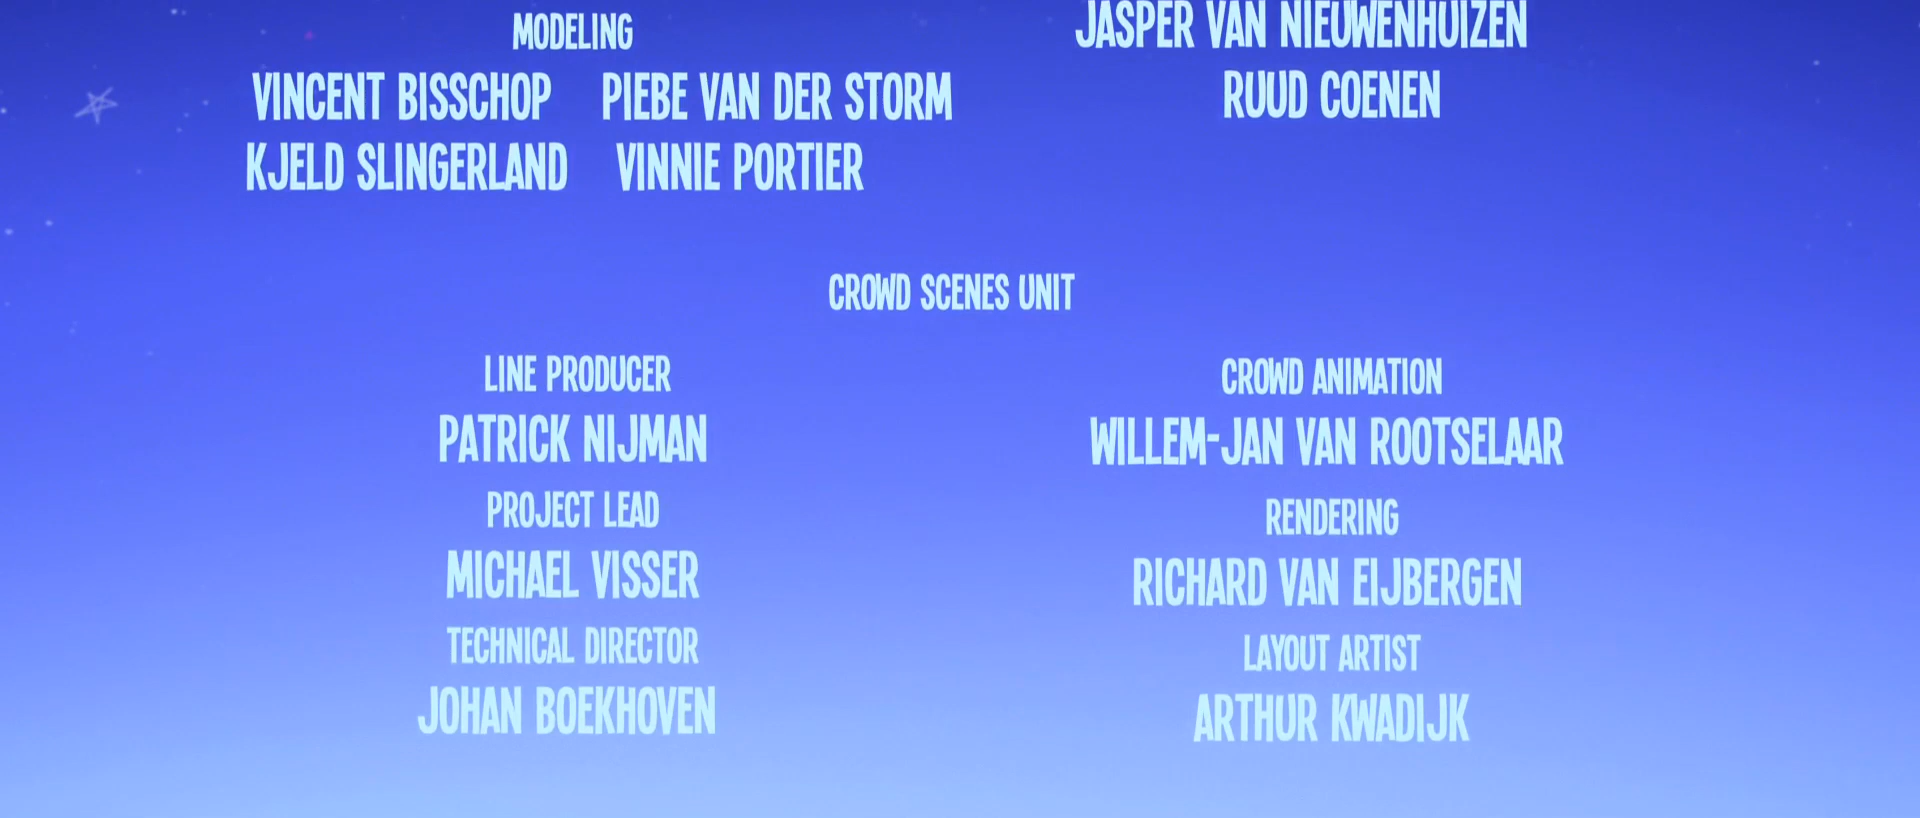 MODELING
VINCENT BISSCHOP PIEBE VAN DER STORM
KJELD SLINGERLAND VINNIE PORTIER
JASPER VAN NIEUWENHUIZEN
RUUD COENEN
CROWD SCENES UNIT
LINE PRODUCER
PATRICK NIJMAN
PROJECT LEAD
MICHAEL VISSER
TECHNICAL DIRECTOR
JOHAN BOEKHOVEN
CROWD ANIMATION
WILLEM-JAN VAN ROOTSELAAR
RENDERING
RICHARD VAN EIJBERGEN
LAYOUT ARTIST
ARTHUR KWADIJK